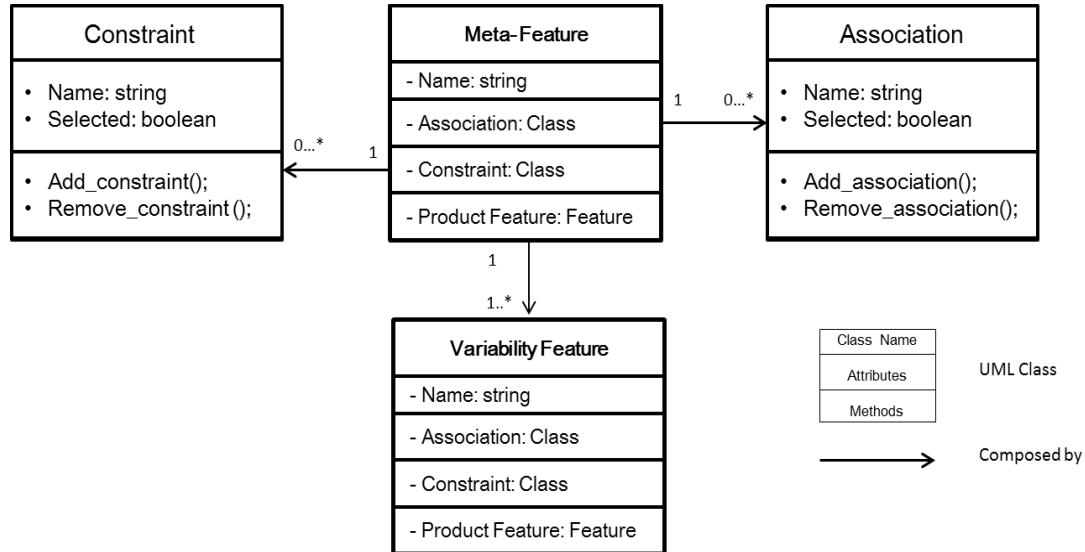 Constraint
• Name: string
• Selected: boolean
• Add_constraint();
• Remove_constraint ();
0...*
1
Meta-Feature
- Name: string
- Association: Class
- Constraint: Class
- Product Feature: Feature
1
0...*
Association
• Name: string
• Selected: boolean
• Add_association();
• Remove_association();
1
1..*
Variability Feature
- Name: string
- Association: Class
- Constraint: Class
- Product Feature: Feature
Class Name
Attributes
Methods
UML Class
Composed by